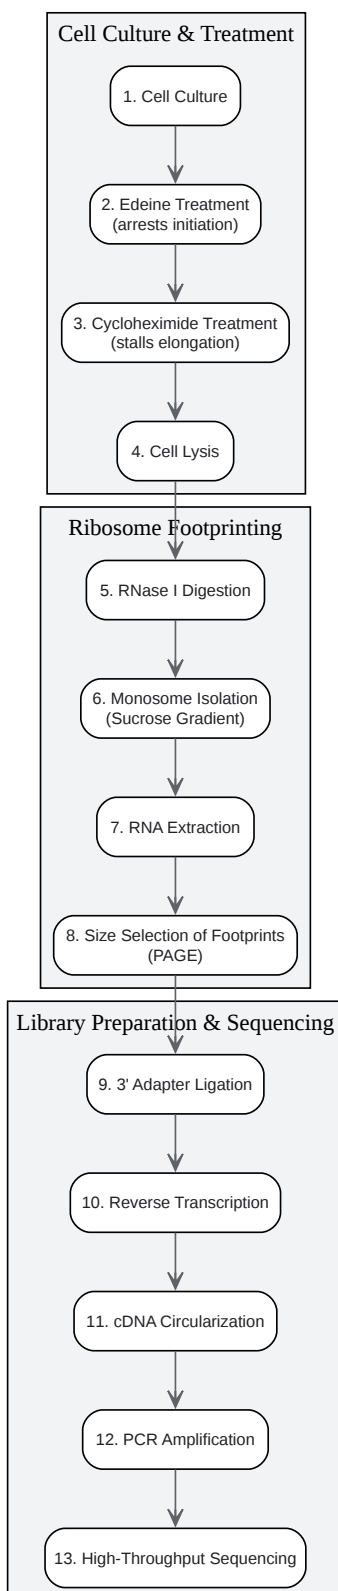 Cell Culture & Treatment
1. Cell Culture
2. Edeine Treatment
(arrests initiation)
3. Cycloheximide Treatment
(stalls elongation)
4. Cell Lysis
Ribosome Footprinting
5. RNase I Digestion
6. Monosome Isolation
(Sucrose Gradient)
7. RNA Extraction
8. Size Selection of Footprints
(PAGE)
Library Preparation & Sequencing
9. 3' Adapter Ligation
10. Reverse Transcription
11. cDNA Circularization
12. PCR Amplification
13. High-Throughput Sequencing